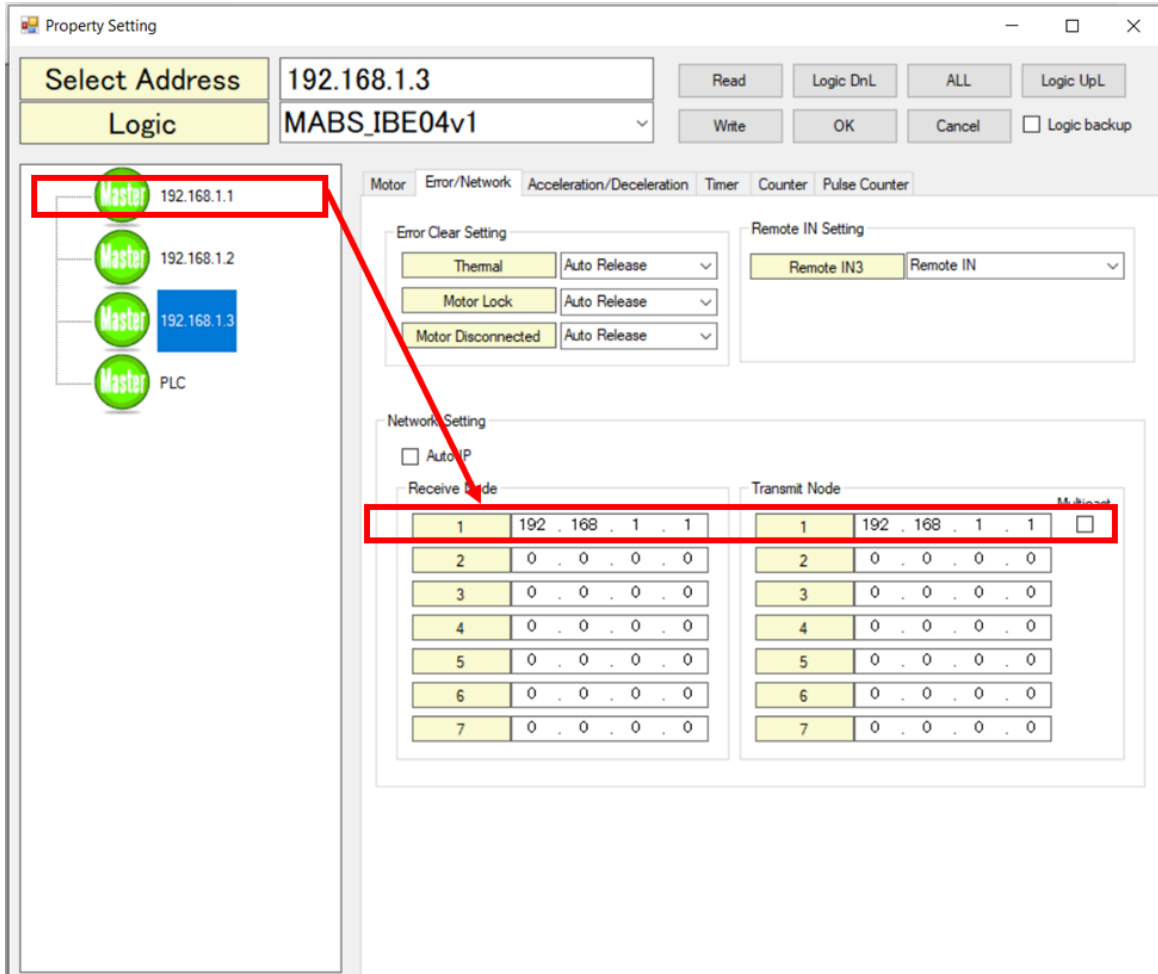 Property Setting
Select Address 192.168.1.3 Read Logic DnL ALL Logic UpL
Logic MABS_IBE04v1 Write OK Cancel Logic backup
Master 192.168.1.1
Master 192.168.1.2
Master 192.168.1.3
Master PLC
Motor Error/Network Acceleration/Deceleration Timer Counter Pulse Counter
Error Clear Setting
Thermal Auto Release
Motor Lock Auto Release
Motor Disconnected Auto Release
Remote IN Setting
Remote IN3 Remote IN
Network Setting
Auto IP
Receive Node
1 192 . 168 . 1 . 1
2 0 . 0 . 0 . 0
3 0 . 0 . 0 . 0
4 0 . 0 . 0 . 0
5 0 . 0 . 0 . 0
6 0 . 0 . 0 . 0
7 0 . 0 . 0 . 0
Transmit Node
Multicast
1 192 . 168 . 1 . 1
2 0 . 0 . 0 . 0
3 0 . 0 . 0 . 0
4 0 . 0 . 0 . 0
5 0 . 0 . 0 . 0
6 0 . 0 . 0 . 0
7 0 . 0 . 0 . 0